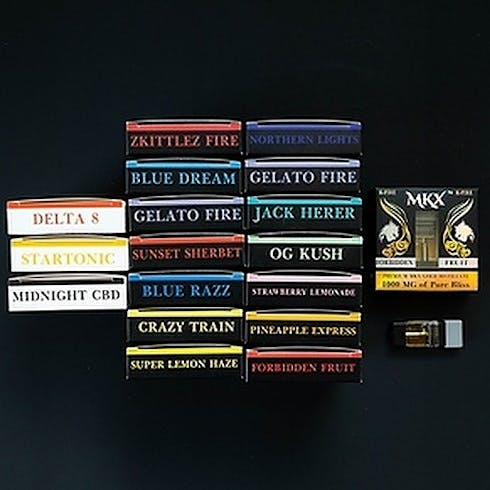 ZKITTLEZ FIRE
NORTHERN LIGHTS
BLUE DREAM
GELATO FIRE
DELTA 8
GELATO FIRE
JACK HERER
STARTONIC
SUNSET SHERBET
OG KUSH
MIDNIGHT CBD
BLUE RAZZ
STRAWBERRY LEMONADE
CRAZY TRAIN
PINEAPPLE EXPRESS
SUPER LEMON HAZE
FORBIDDEN FRUIT
MKX™
FORBIDDEN FRUIT
1000 MG of Pure Bliss